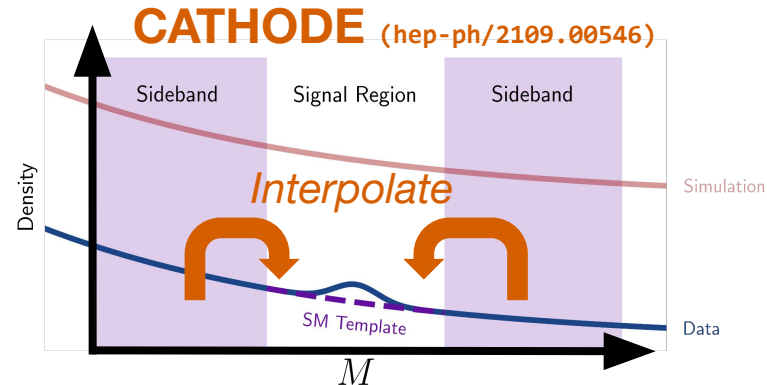 CATHODE (hep-ph/2109.00546)
Sideband
Signal Region
Sideband
Interpolate
Simulation
Density
SM Template
Data
M